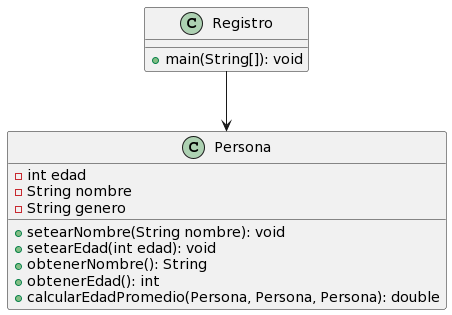 C Registro
main(String[]): void
C Persona
int edad
String nombre
String genero
setearNombre(String nombre): void
setearEdad(int edad): void
obtenerNombre(): String
obtenerEdad(): int
calcularEdadPromedio(Persona, Persona, Persona): double